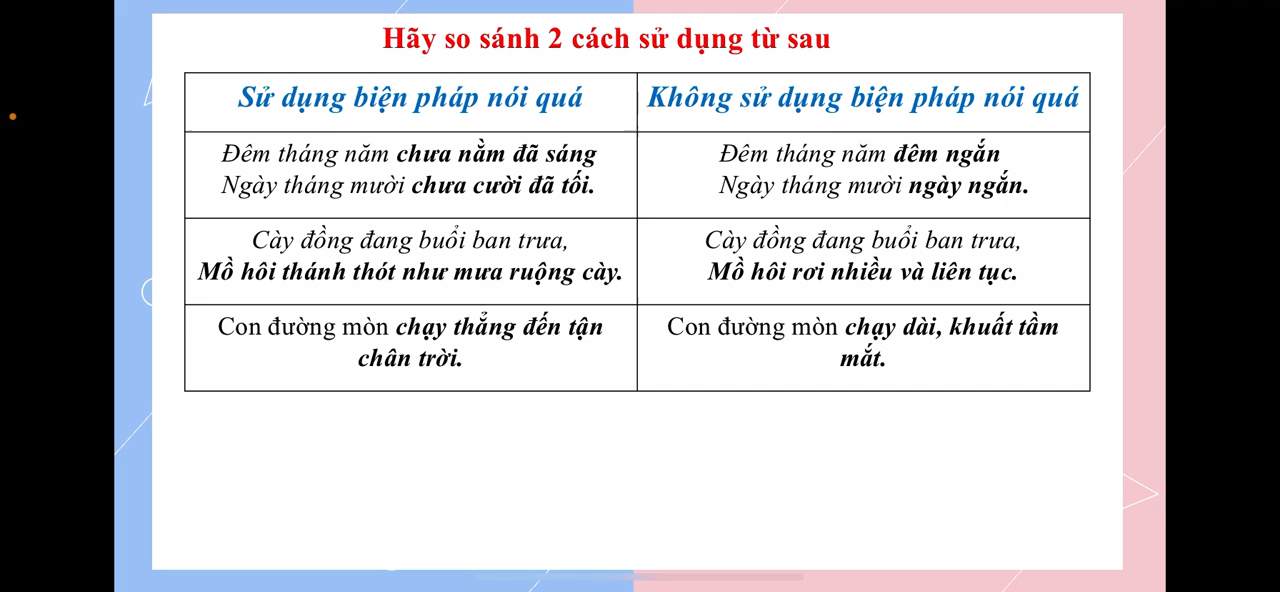 Hãy so sánh 2 cách sử dụng từ sau
Sử dụng biện pháp nói quá
Không sử dụng biện pháp nói quá
Đêm tháng năm chưa nằm đã sáng
Ngày tháng mười chưa cười đã tối.
Đêm tháng năm đêm ngắn
Ngày tháng mười ngày ngắn.
Cày đồng đang buổi ban trưa,
Mồ hôi thánh thót như mưa ruộng cày.
Cày đồng đang buổi ban trưa,
Mồ hôi rơi nhiều và liên tục.
Con đường mòn chạy thẳng đến tận
chân trời.
Con đường mòn chạy dài, khuất tầm
mắt.